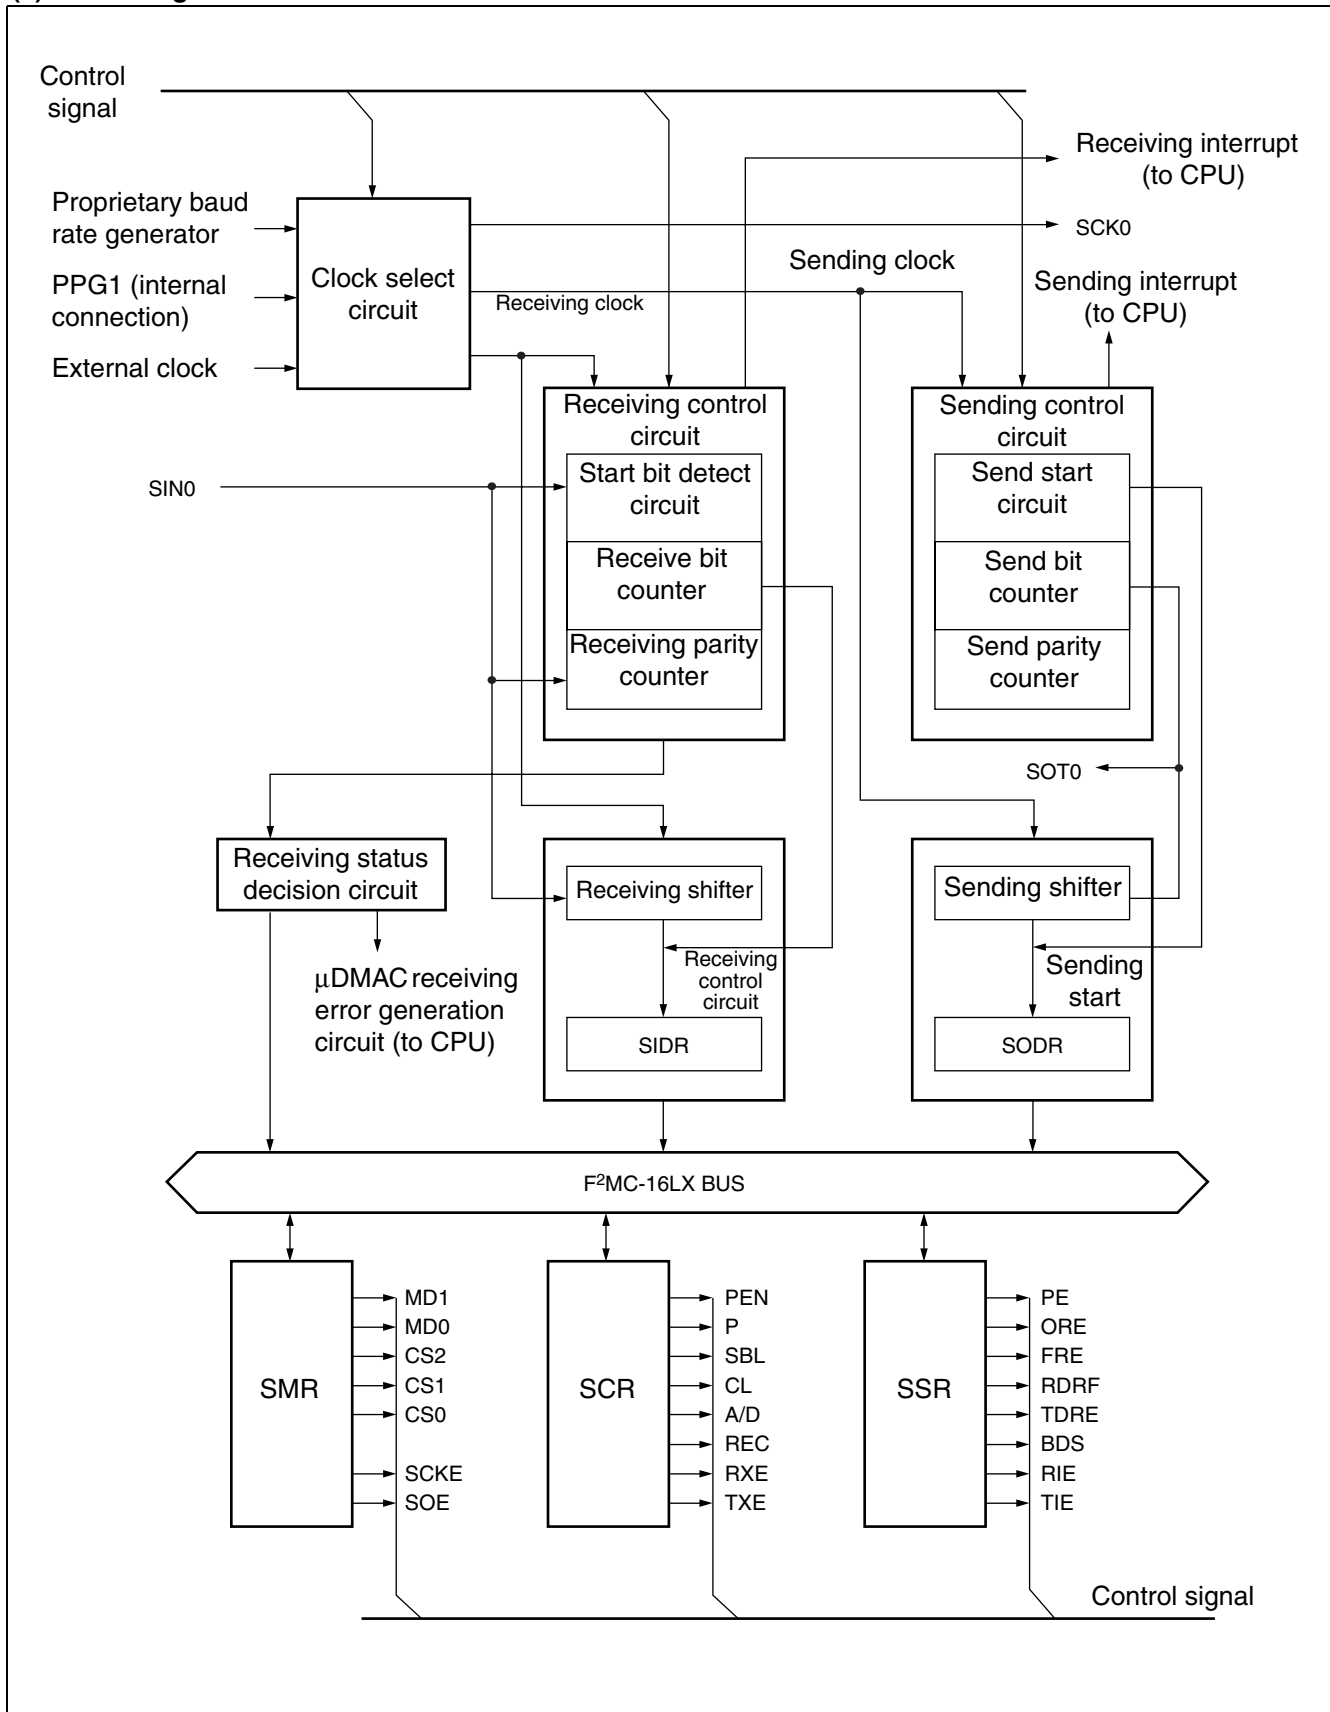 Control
signal
Receiving interrupt
(to CPU)
Proprietary baud
rate generator
SCK0
Clock select
circuit
Sending clock
PPG1 (internal
connection)
Receiving clock
Sending interrupt
(to CPU)
External clock
Receiving control
circuit
Sending control
circuit
SIN0
Start bit detect
circuit
Send start
circuit
Receive bit
counter
Send bit
counter
Receiving parity
counter
Send parity
counter
SOT0
Receiving status
decision circuit
Receiving shifter
Sending shifter
μDMAC receiving
error generation
circuit (to CPU)
Receiving
control
circuit
Sending
start
SIDR
SODR
F²MC-16LX BUS
SMR
MD1
MD0
CS2
CS1
CS0
SCKE
SOE
SCR
PEN
P
SBL
CL
A/D
REC
RXE
TXE
SSR
PE
ORE
FRE
RDRF
TDRE
BDS
RIE
TIE
Control signal